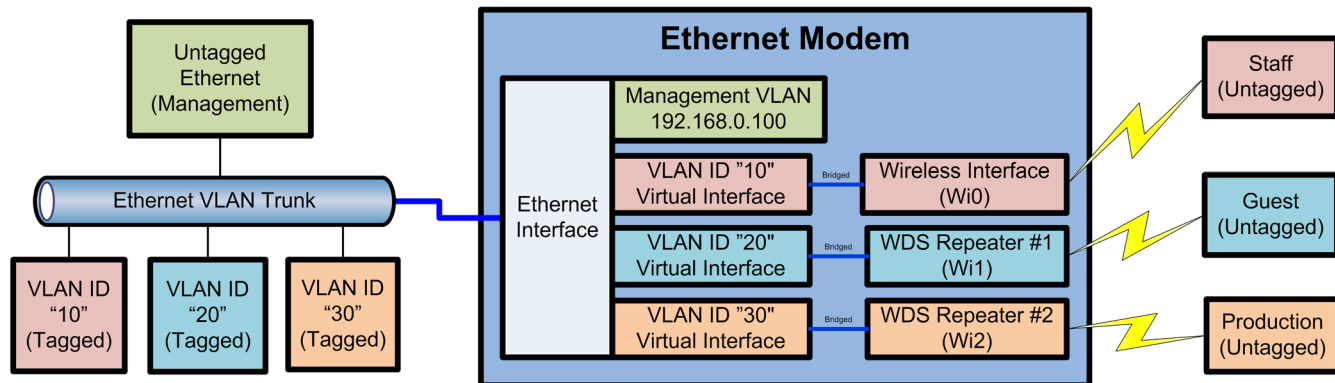 Untagged
Ethernet
(Management)
Ethernet VLAN Trunk
VLAN ID
“10”
(Tagged)
VLAN ID
“20”
(Tagged)
VLAN ID
“30”
(Tagged)
Ethernet Modem
Ethernet
Interface
Management VLAN
192.168.0.100
VLAN ID ”10"
Virtual Interface
Bridged
Wireless Interface
(Wi0)
VLAN ID ”20"
Virtual Interface
Bridged
WDS Repeater #1
(Wi1)
VLAN ID ”30"
Virtual Interface
Bridged
WDS Repeater #2
(Wi2)
Staff
(Untagged)
Guest
(Untagged)
Production
(Untagged)